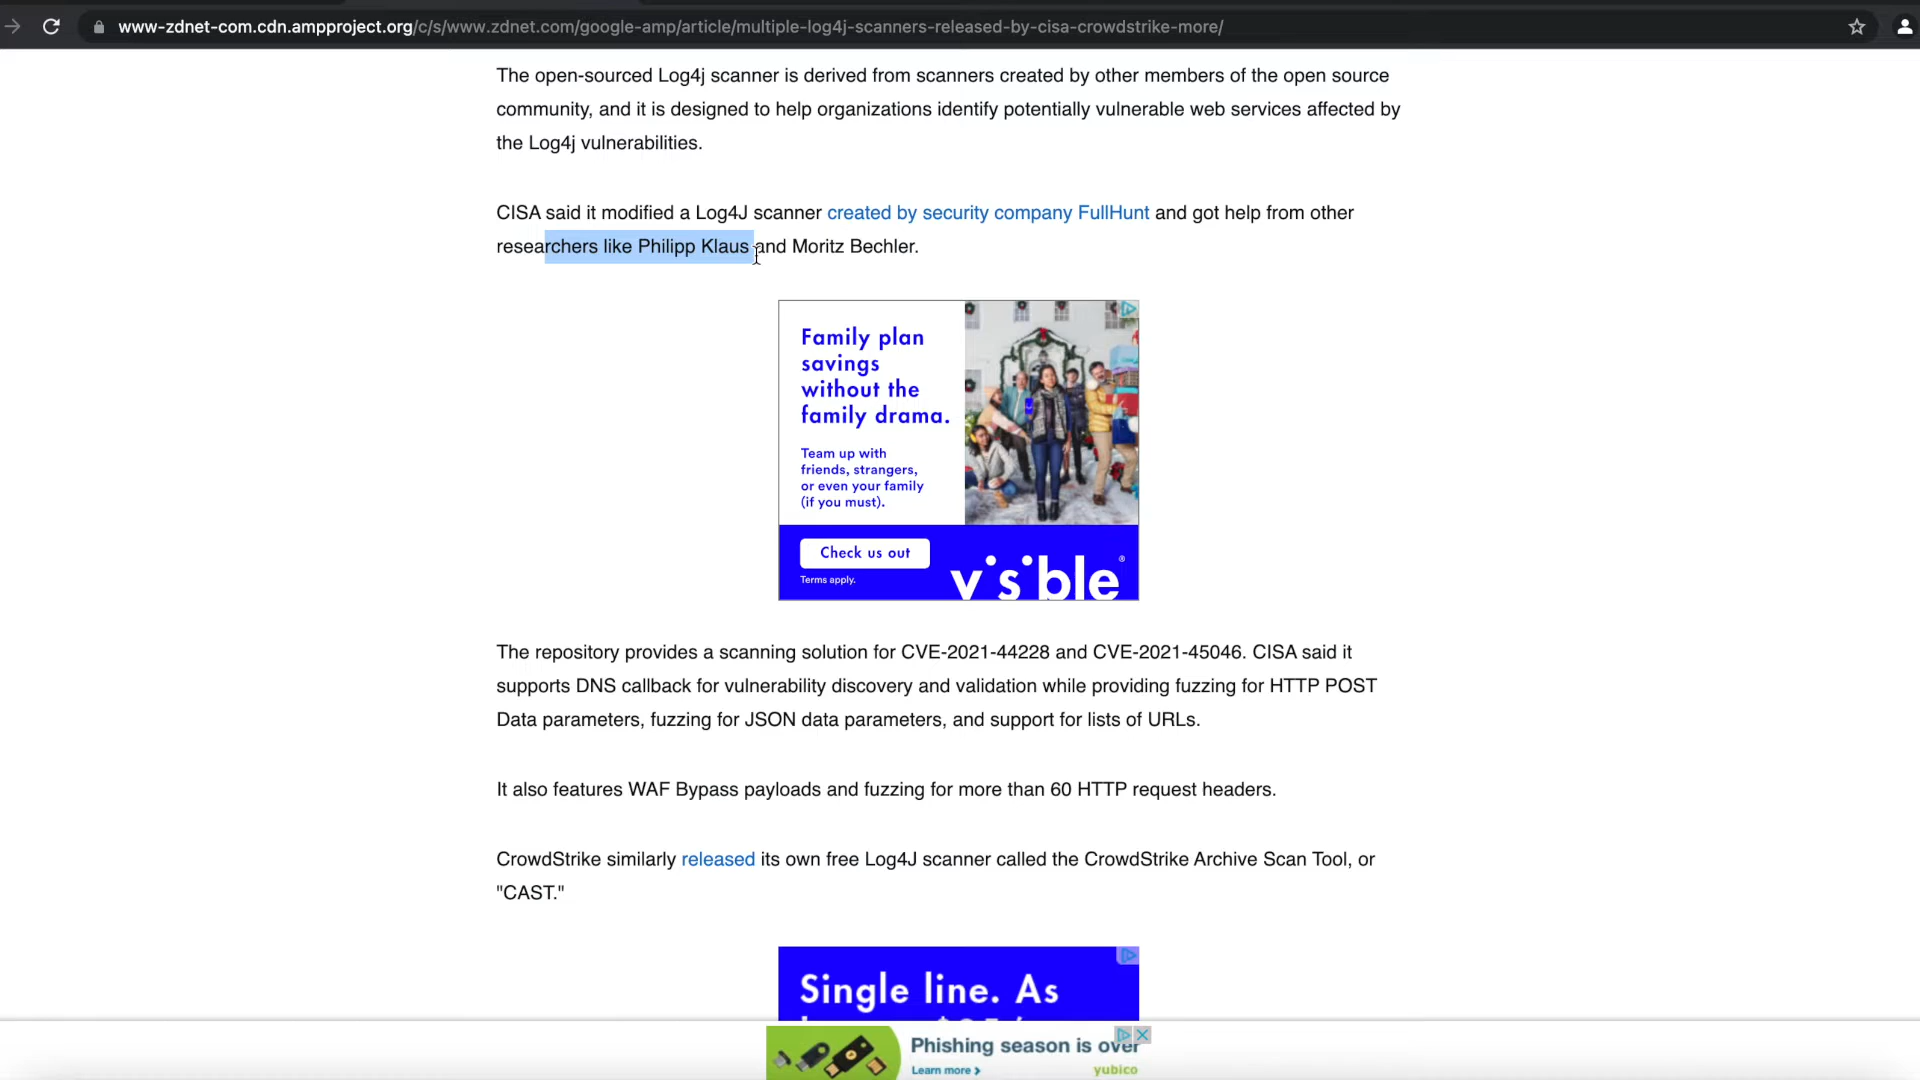 www-zdnet-com.cdn.ampproject.org/c/s/www.zdnet.com/google-amp/article/multiple-log4j-scanners-released-by-cisa-crowdstrike-more/
The open-sourced Log4j scanner is derived from scanners created by other members of the open source
community, and it is designed to help organizations identify potentially vulnerable web services affected by
the Log4j vulnerabilities.
CISA said it modified a Log4J scanner created by security company FullHunt and got help from other
researchers like Philipp Klaus and Moritz Bechler.
Family plan
savings
without the
family drama.
Team up with
friends, strangers,
or even your family
(if you must).
Check us out
Terms apply.
visible®
The repository provides a scanning solution for CVE-2021-44228 and CVE-2021-45046. CISA said it
supports DNS callback for vulnerability discovery and validation while providing fuzzing for HTTP POST
Data parameters, fuzzing for JSON data parameters, and support for lists of URLs.
It also features WAF Bypass payloads and fuzzing for more than 60 HTTP request headers.
CrowdStrike similarly released its own free Log4J scanner called the CrowdStrike Archive Scan Tool, or
"CAST."
Single line. As
Phishing season is over
Learn more
yubico